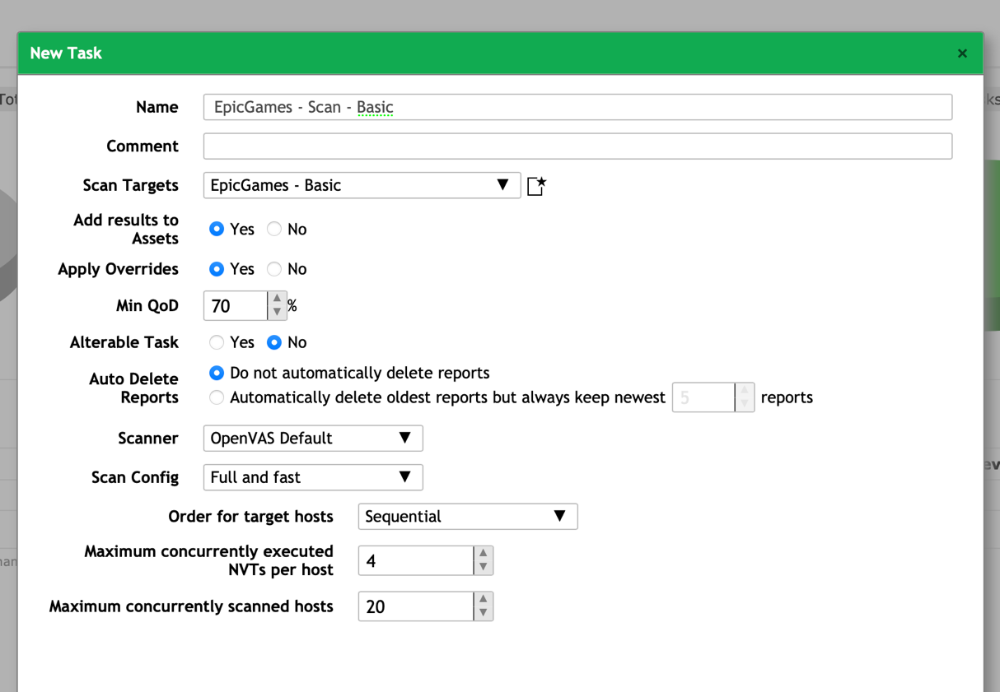 New Task
×
Name EpicGames - Scan - Basic
Comment
Scan Targets EpicGames - Basic
Add results to
Assets
Yes No
Apply Overrides Yes No
Min QoD 70 %
Alterable Task Yes No
Auto Delete
Reports
Do not automatically delete reports
Automatically delete oldest reports but always keep newest 5 reports
Scanner OpenVAS Default
Scan Config Full and fast
Order for target hosts Sequential
Maximum concurrently executed
NVTs per host
4
Maximum concurrently scanned hosts 20